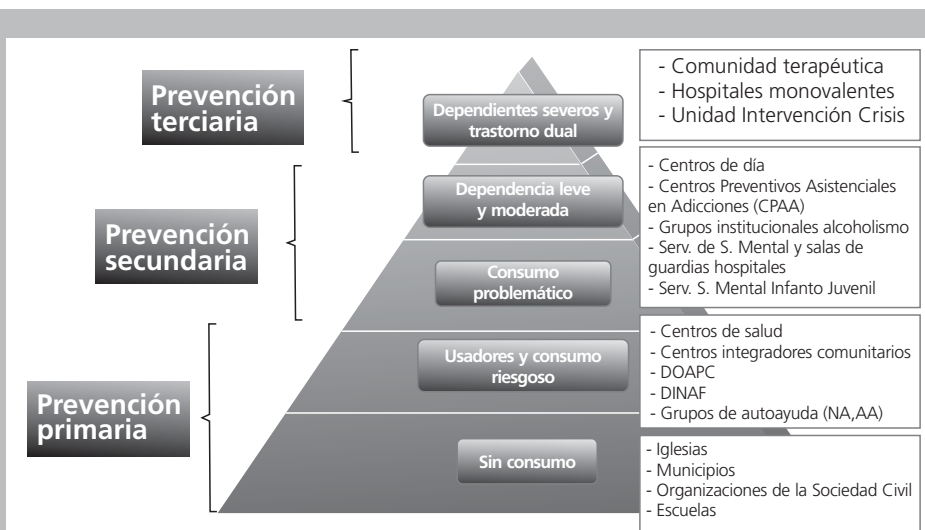 Prevención
terciaria
Dependientes severos y
trastorno dual
- Comunidad terapéutica
- Hospitales monovalentes
- Unidad Intervención Crisis
Prevención
secundaria
Dependencia leve
y moderada
Consumo
problemático
- Centros de día
- Centros Preventivos Asistenciales
en Adicciones (CPAA)
- Grupos institucionales alcoholismo
- Serv. de S. Mental y salas de
guardias hospitales
- Serv. S. Mental Infanto Juvenil
Prevención
primaria
Usadores y consumo
riesgoso
- Centros de salud
- Centros integradores comunitarios
- DOAPC
- DINAF
- Grupos de autoayuda (NA,AA)
Sin consumo
- Iglesias
- Municipios
- Organizaciones de la Sociedad Civil
- Escuelas